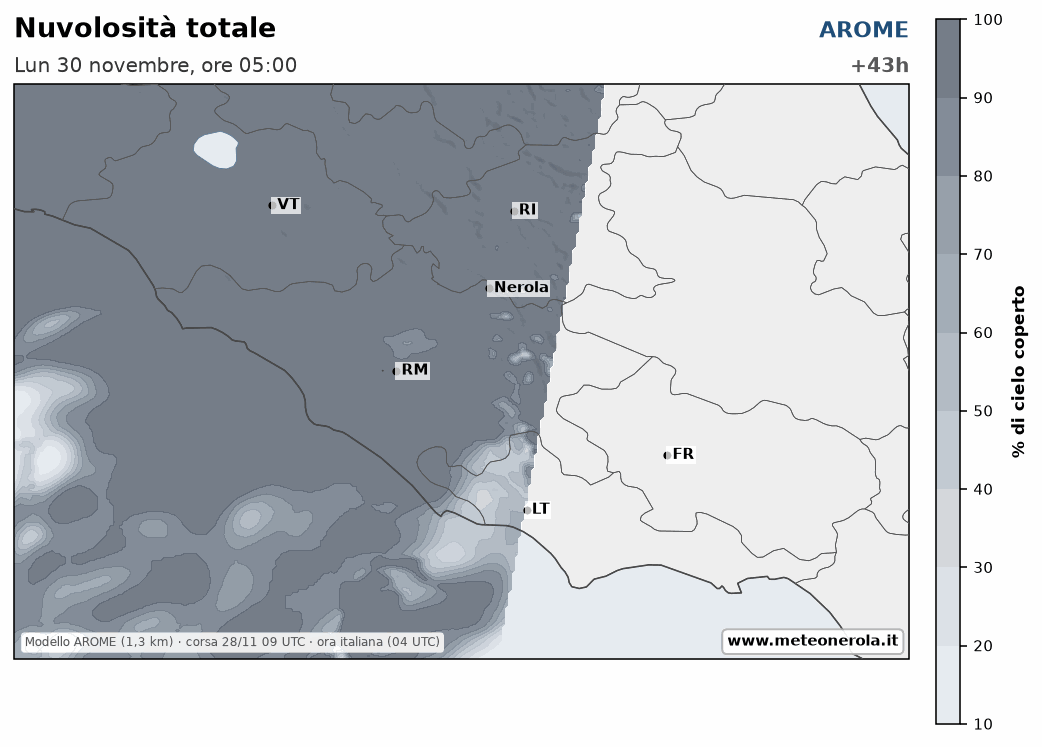 Nuvolosità totale
AROME
Lun 30 novembre, ore 05:00
+43h
VT
RI
Nerola
RM
FR
LT
Modello AROME (1,3 km) · corsa 28/11 09 UTC · ora italiana (04 UTC)
www.meteonerola.it
100
90
80
70
60
50
40
30
20
10
% di cielo coperto